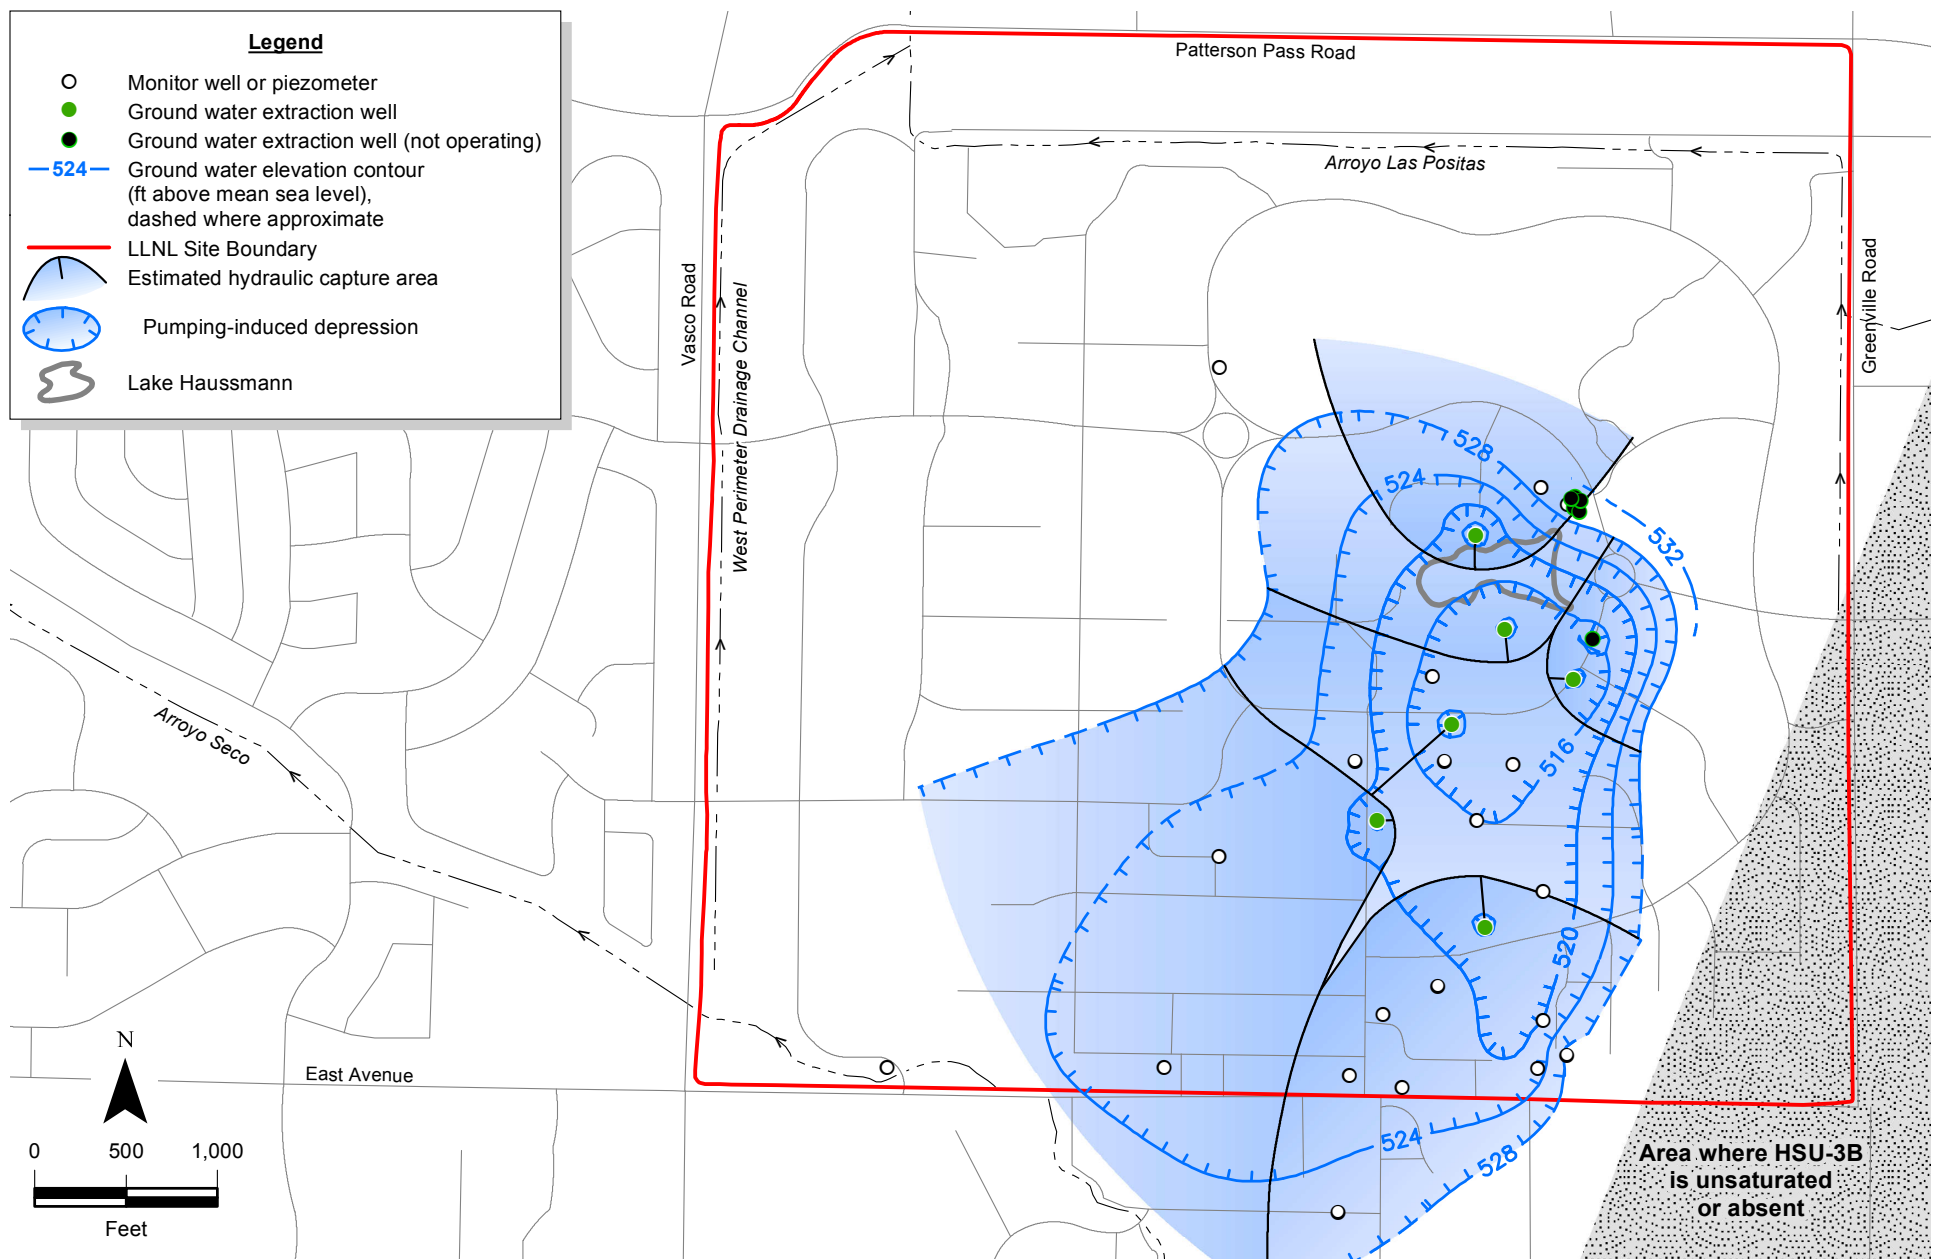 Legend
Monitor well or piezometer
Ground water extraction well
Ground water extraction well (not operating)
524
Ground water elevation contour
(ft above mean sea level),
dashed where approximate
LLNL Site Boundary
Estimated hydraulic capture area
Pumping-induced depression
Lake Haussmann
Patterson Pass Road
Arroyo Las Positas
Vasco Road
West Perimeter Drainage Channel
Greenville Road
528
524
532
516
Arroyo Seco
520
N
East Avenue
524
528
0 500 1,000
Feet
Area where HSU-3B
is unsaturated
or absent